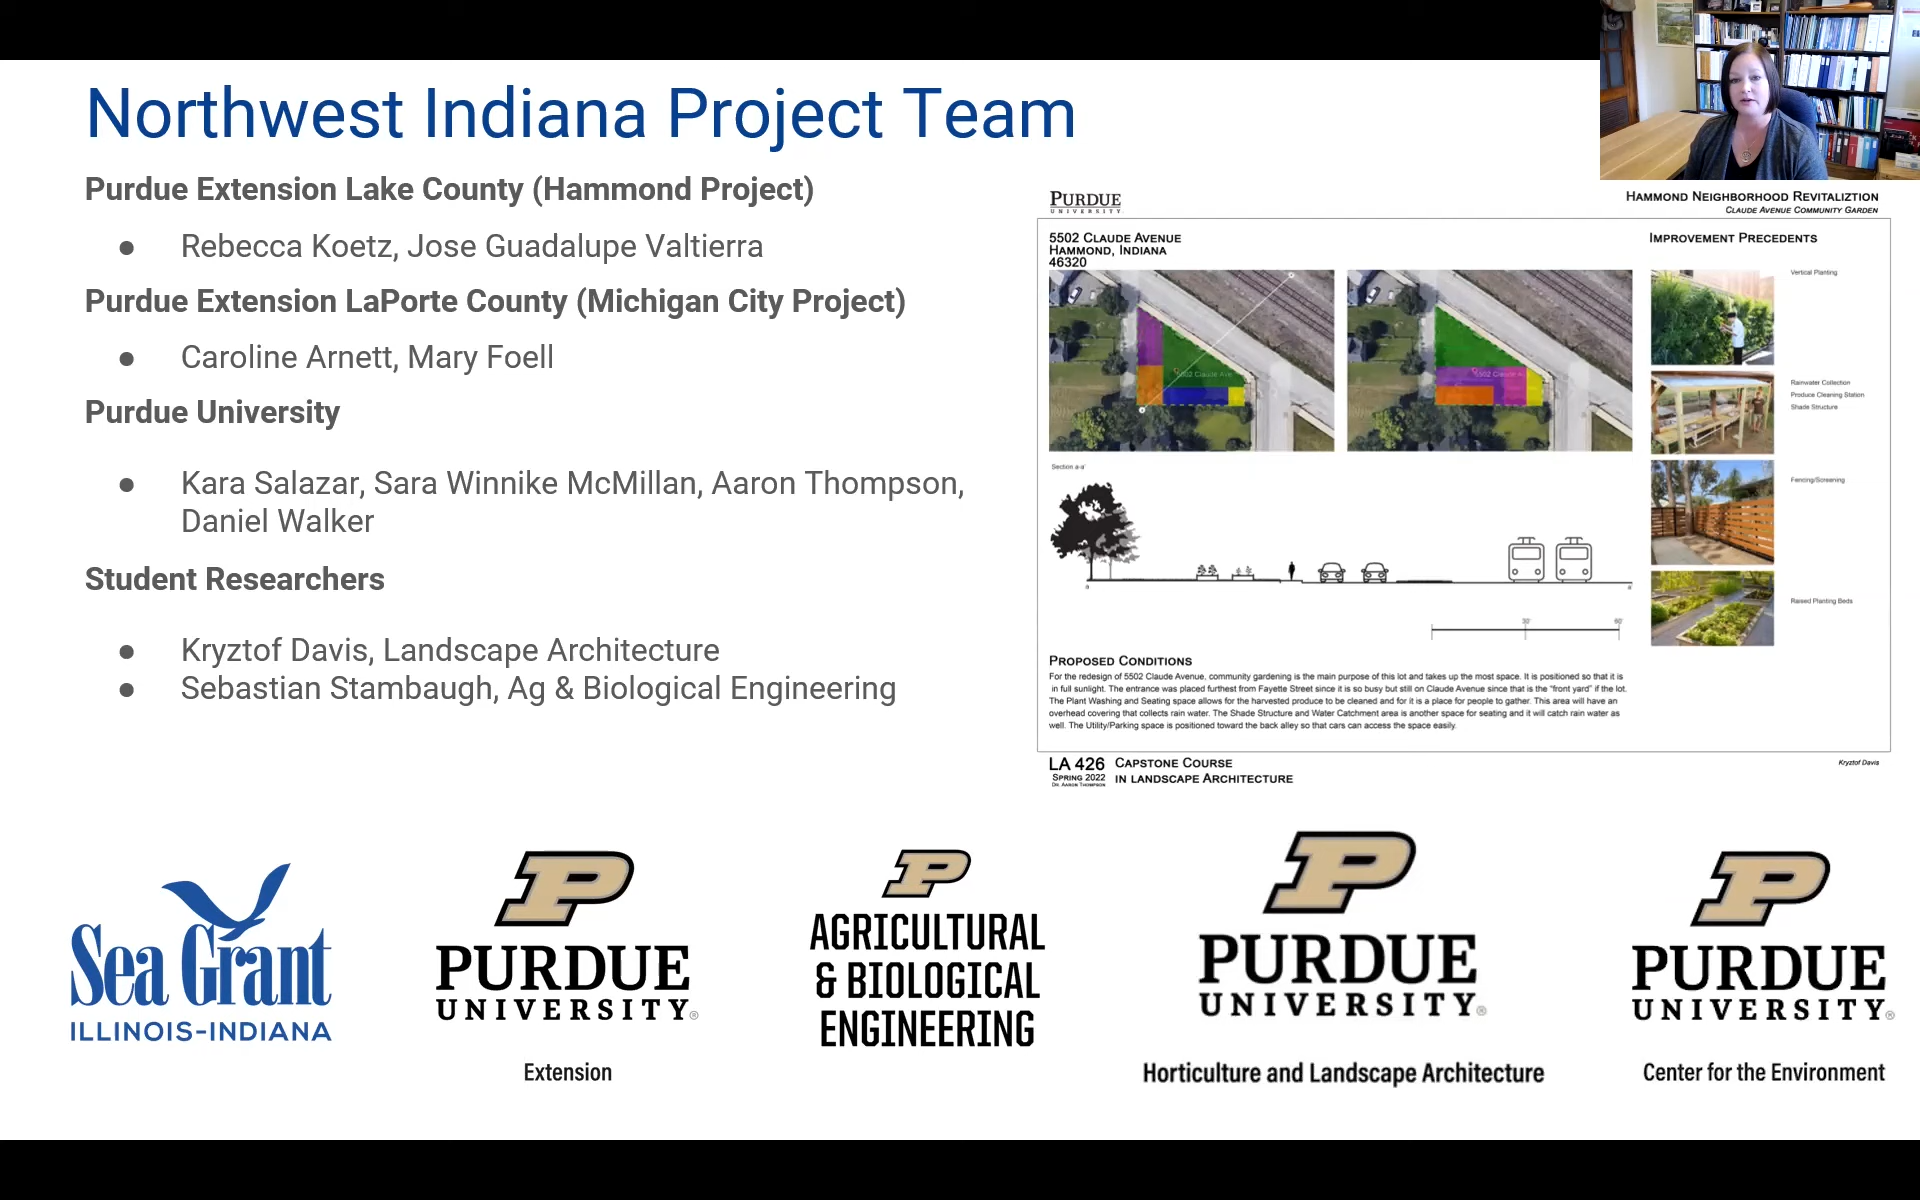 Northwest Indiana Project Team
Purdue Extension Lake County (Hammond Project)
● Rebecca Koetz, Jose Guadalupe Valtierra
Purdue Extension LaPorte County (Michigan City Project)
● Caroline Arnett, Mary Foell
Purdue University
● Kara Salazar, Sara Winnike McMillan, Aaron Thompson,
Daniel Walker
Student Researchers
● Kryztof Davis, Landscape Architecture
● Sebastian Stambaugh, Ag & Biological Engineering
PURDUE
UNIVERSITY
HAMMOND NEIGHBORHOOD REVITALIZTION
CLAUDE AVENUE COMMUNITY GARDEN
5502 CLAUDE AVENUE
HAMMOND, INDIANA
46320
IMPROVEMENT PRECEDENTS
5502 Claude Ave
5502 Claude Av
Vertical Planting
Rainwater Collection
Produce Cleaning Station
Shade Structure
Fencing/Screening
Raised Planting Beds
Section a-a'
a
a'
30'
60'
PROPOSED CONDITIONS
For the redesign of 5502 Claude Avenue, community gardening is the main purpose of this lot and takes up the most space. It is positioned so that it is
in full sunlight. The entrance was placed furthest from Fayette Street since it is so busy but still on Claude Avenue since that is the "front yard" if the lot.
The Plant Washing and Seating space allows for the harvested produce to be cleaned and for it is a place for people to gather. This area will have an
overhead covering that collects rain water. The Shade Structure and Water Catchment area is another space for seating and it will catch rain water as
well. The Utility/Parking space is positioned toward the back alley so that cars can access the space easily.
LA 426 CAPSTONE COURSE
SPRING 2022 IN LANDSCAPE ARCHITECTURE
DR. AARON THOMPSON
Kryztof Davis
Sea Grant
ILLINOIS-INDIANA
P
PURDUE
UNIVERSITY®
Extension
P
AGRICULTURAL
& BIOLOGICAL
ENGINEERING
P
PURDUE
UNIVERSITY®
Horticulture and Landscape Architecture
P
PURDUE
UNIVERSITY®
Center for the Environment